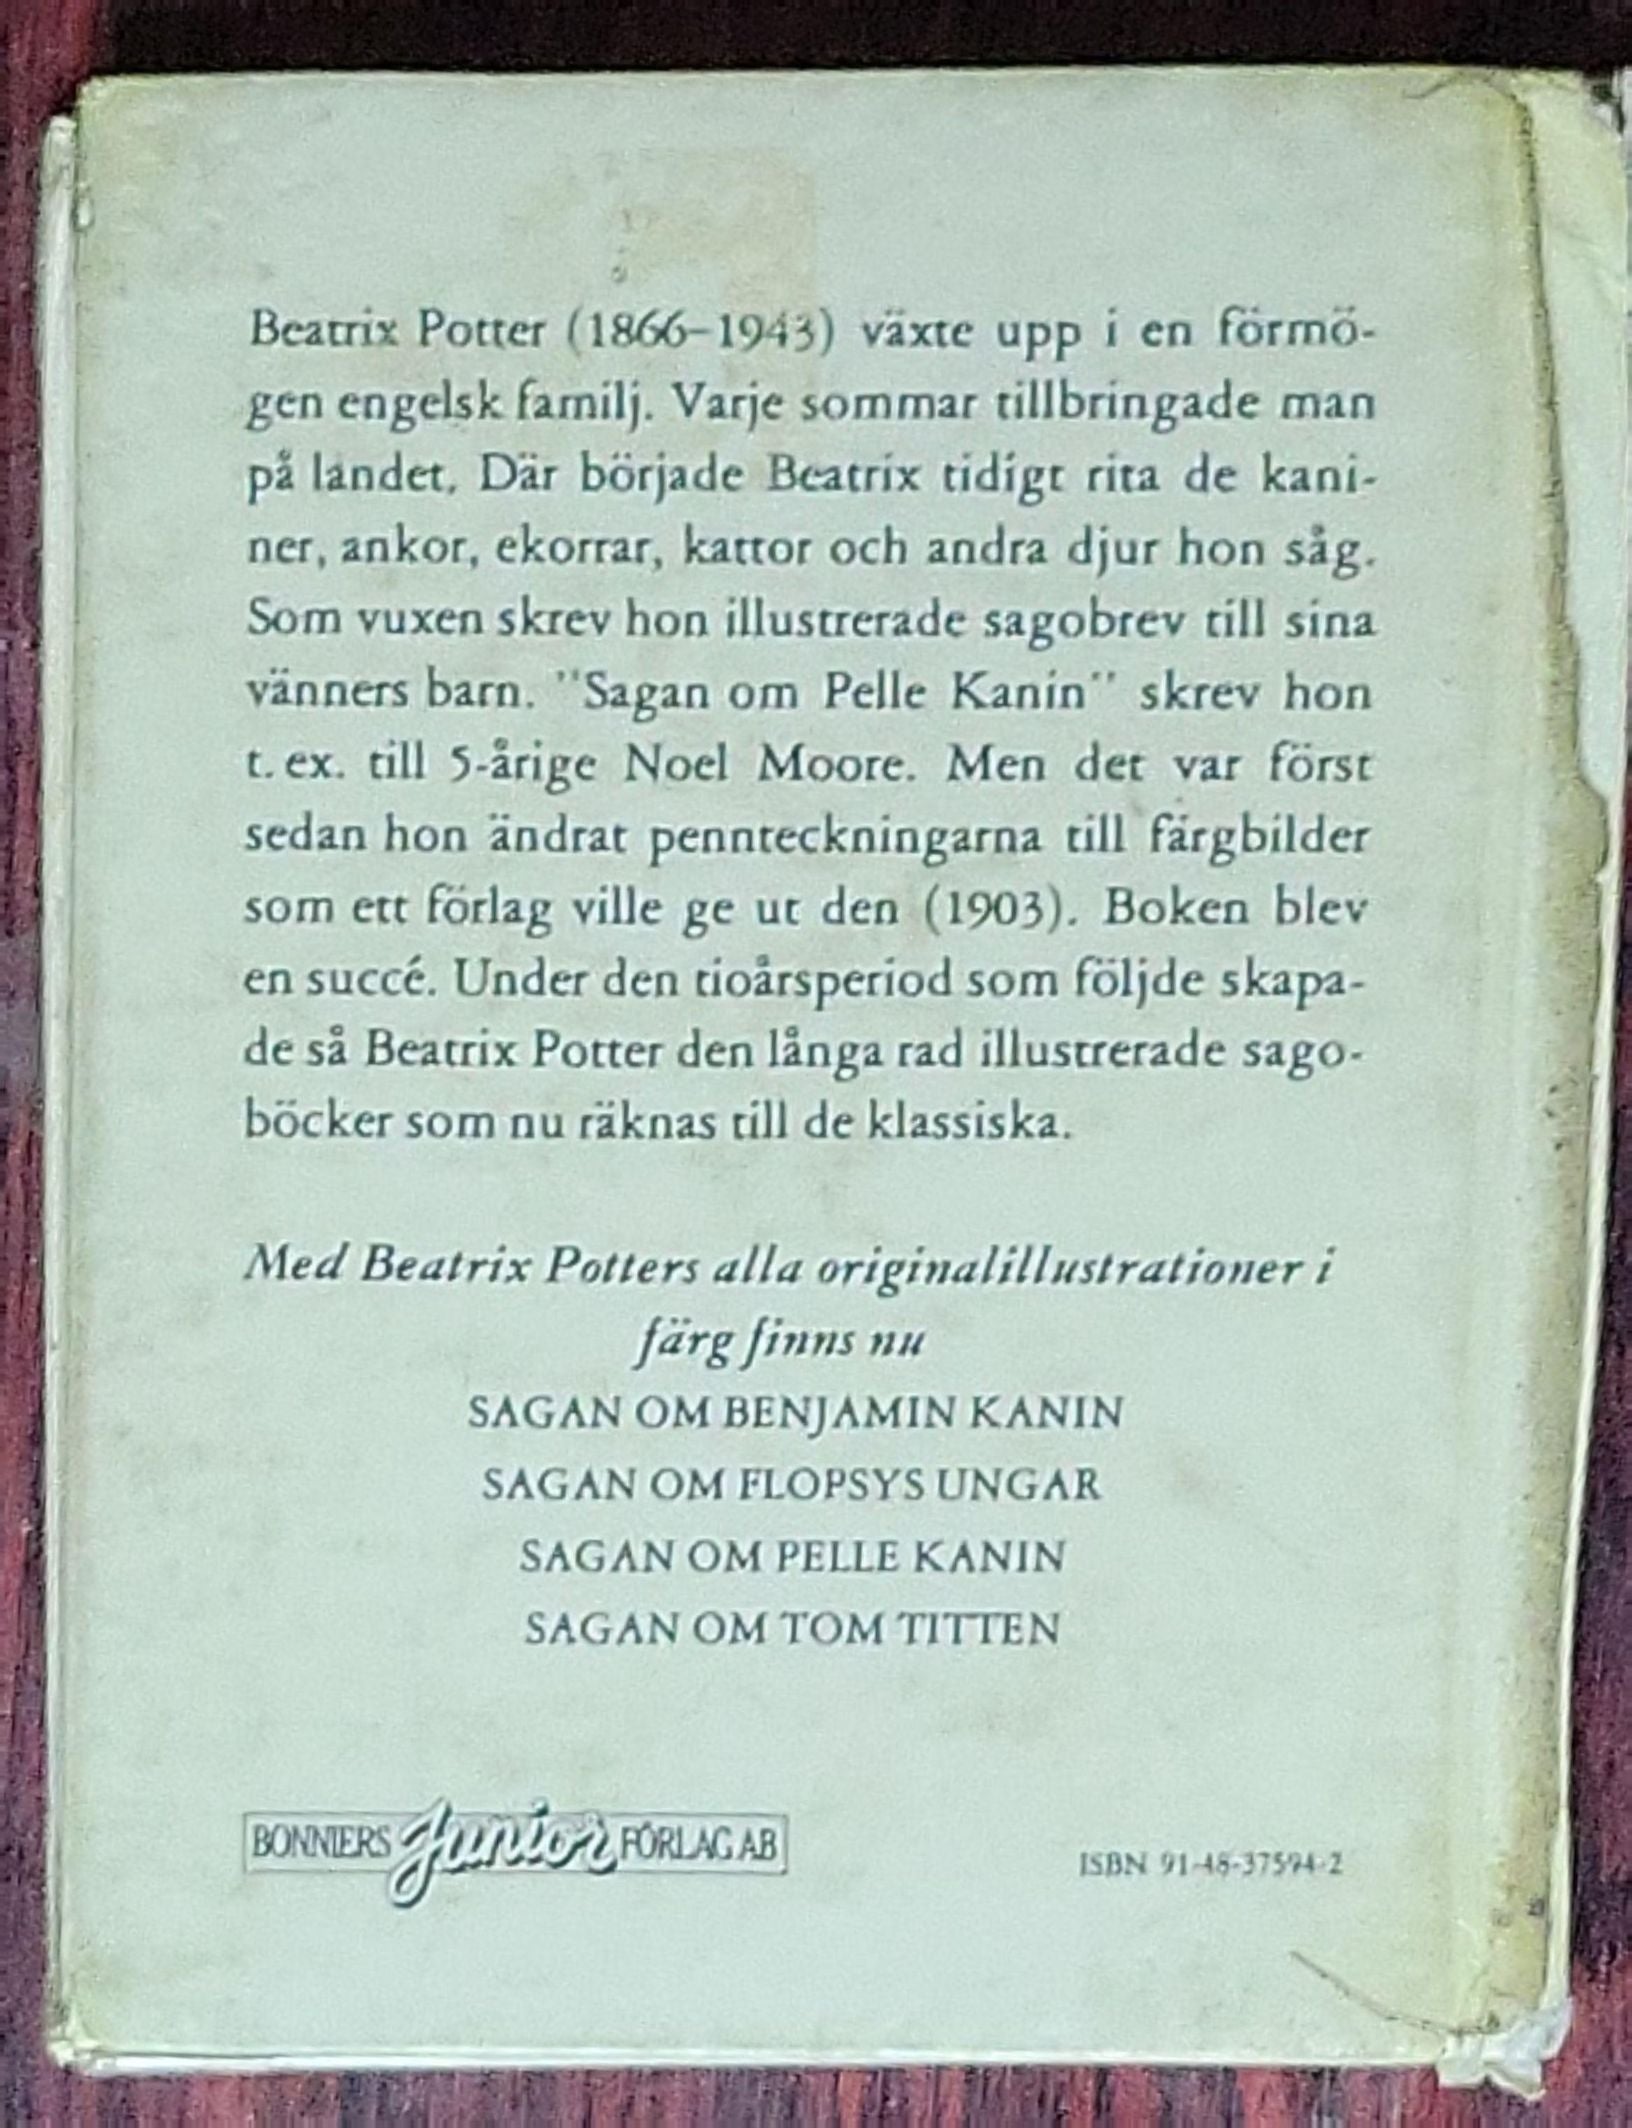 Beatrix Potter (1866–1943) växte upp i en förmö-
gen engelsk familj. Varje sommar tillbringade man
på landet. Där började Beatrix tidigt rita de kani-
ner, ankor, ekorrar, kattor och andra djur hon såg.
Som vuxen skrev hon illustrerade sagobrev till sina
vänners barn. "Sagan om Pelle Kanin" skrev hon
t. ex. till 5-årige Noel Moore. Men det var först
sedan hon ändrat pennteckningarna till färgbilder
som ett förlag ville ge ut den (1903). Boken blev
en succé. Under den tioårsperiod som följde skapa-
de så Beatrix Potter den långa rad illustrerade sago-
böcker som nu räknas till de klassiska.
Med Beatrix Potters alla originalillustrationer i
färg finns nu
SAGAN OM BENJAMIN KANIN
SAGAN OM FLOPSYS UNGAR
SAGAN OM PELLE KANIN
SAGAN OM TOM TITTEN
BONNIERS Junior FÖRLAG AB
ISBN 91-48-37594-2